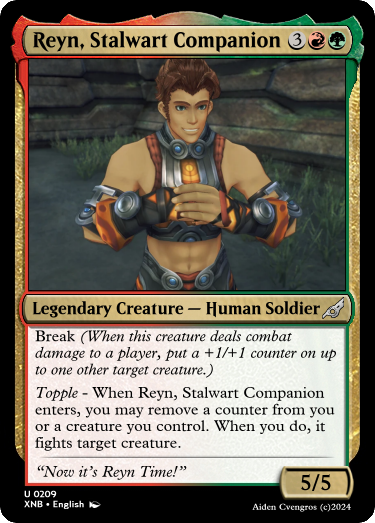 Reyn, Stalwart Companion 3
Legendary Creature — Human Soldier
Break (When this creature deals combat
damage to a player, put a +1/+1 counter on up
to one other target creature.)
Topple - When Reyn, Stalwart Companion
enters, you may remove a counter from you
or a creature you control. When you do, it
fights target creature.
“Now it's Reyn Time!”
5/5
U 0209
XNB • English
Aiden Cvengros (c)2024